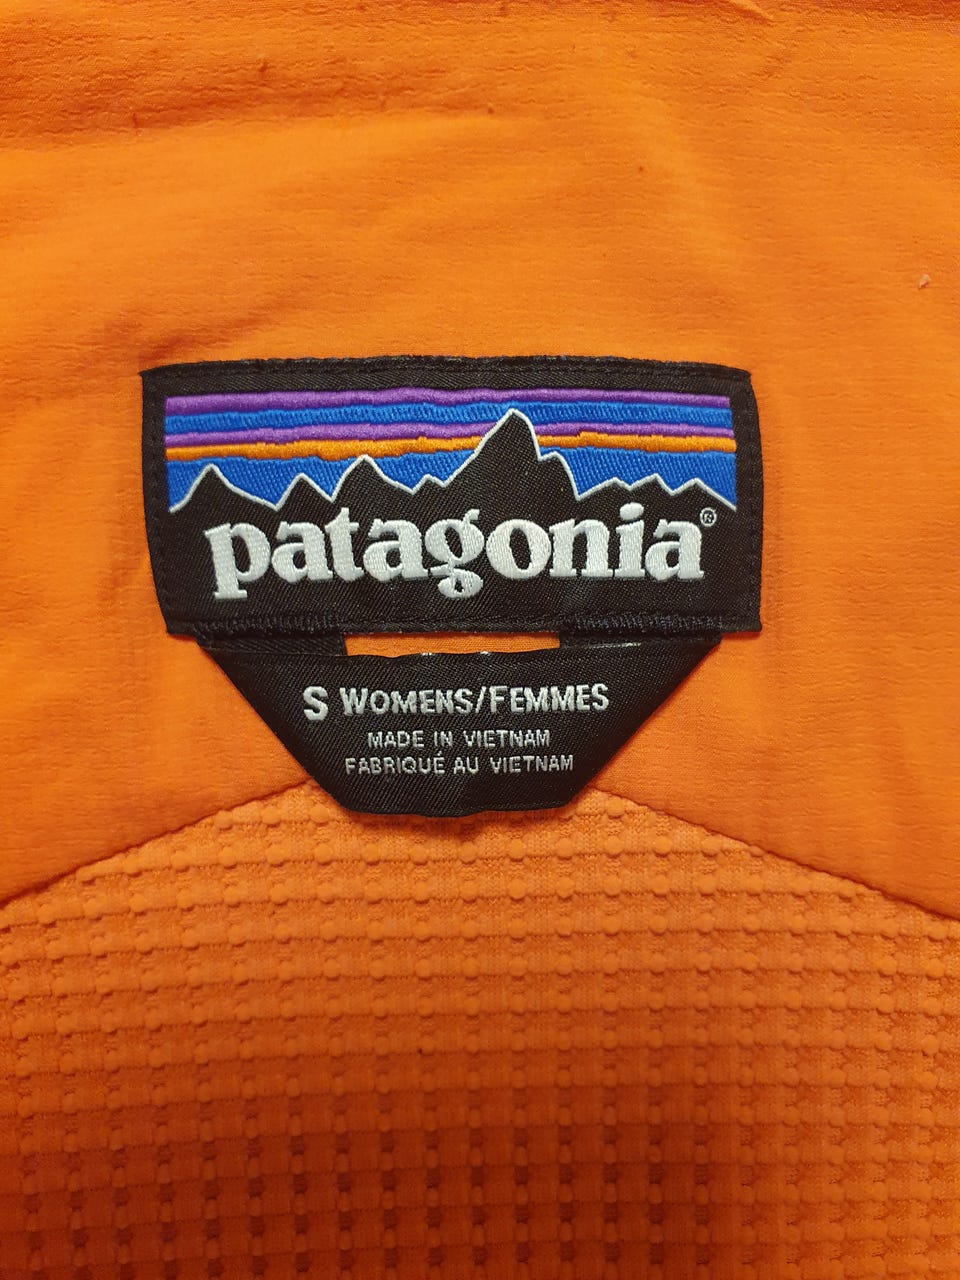 patagonia®
S WOMENS/FEMMES
MADE IN VIETNAM
FABRIQUÉ AU VIETNAM